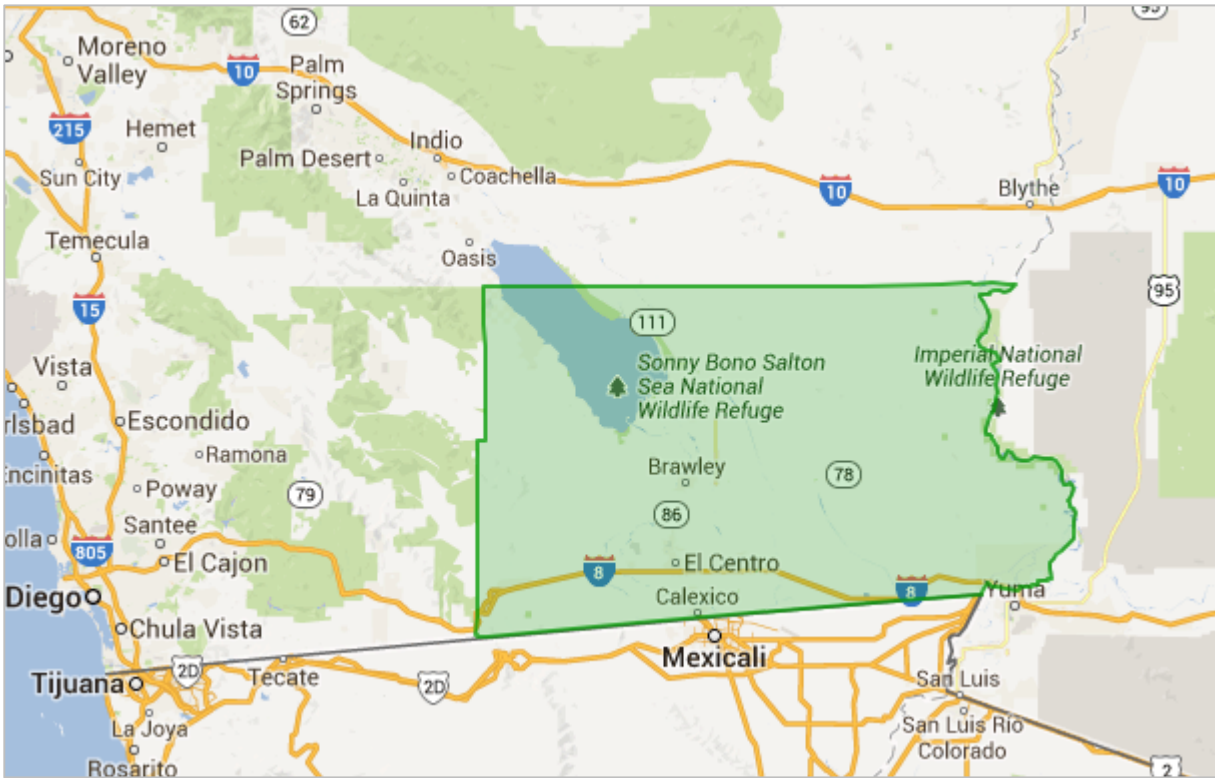 62
95
Moreno
Valley
10
Palm
Springs
215
Hemet
Indio
Palm Desert
Coachella
Sun City
La Quinta
10
Blythe
10
Temecula
Oasis
95
15
111
Vista
Sonny Bono Salton
Sea National
Wildlife Refuge
Imperial National
Wildlife Refuge
rlsbad
Escondido
Ramona
Encinitas
Brawley
Poway
79
78
Santee
86
olla
805
El Cajon
8
El Centro
8
Diego
Calexico
Yuma
Chula Vista
Mexicali
2D
Tecate
2D
Tijuana
San Luis
La Joya
San Luis Río
Colorado
Rosarito
2